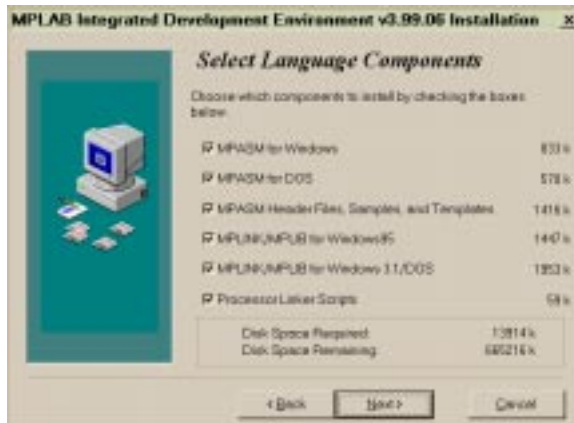 MPLAB Integrated Development Environment v3.99.06 Installation
Select Language Components
Choose which components to install by checking the boxes
below
MPASM for Windows 833 k
MPASM for DOS 578 k
MPASM Header Files, Samples, and Templates 1416 k
MPLINK/MPLIB for Windows95 1447 k
MPLINK/MPLIB for Windows 3.1/DOS k
Processor Linker Scripts 59 k
Disk Space Required: 13914 k
Disk Space Remaining: 665216 k
< Back
Next >
Cancel